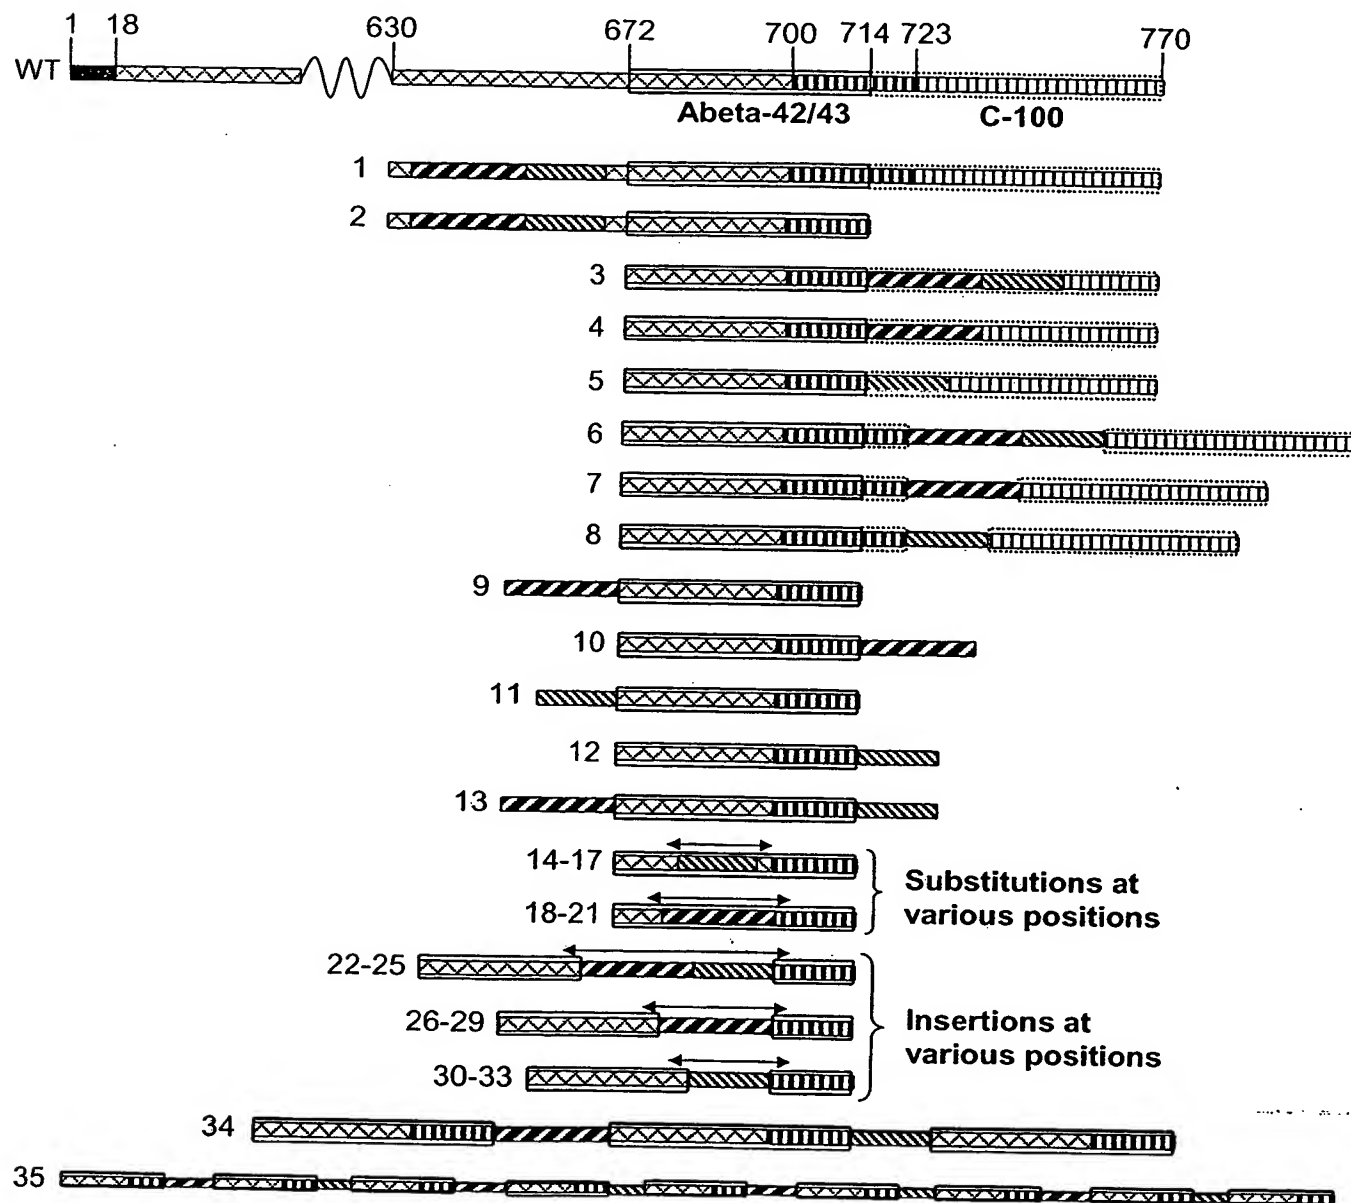 1 18 630 672 700 714 723 770
WT
Abeta-42/43 C-100
1
2
3
4
5
6
7
8
9
10
11
12
13
14-17
18-21
Substitutions at
various positions
22-25
26-29
30-33
Insertions at
various positions
34
35